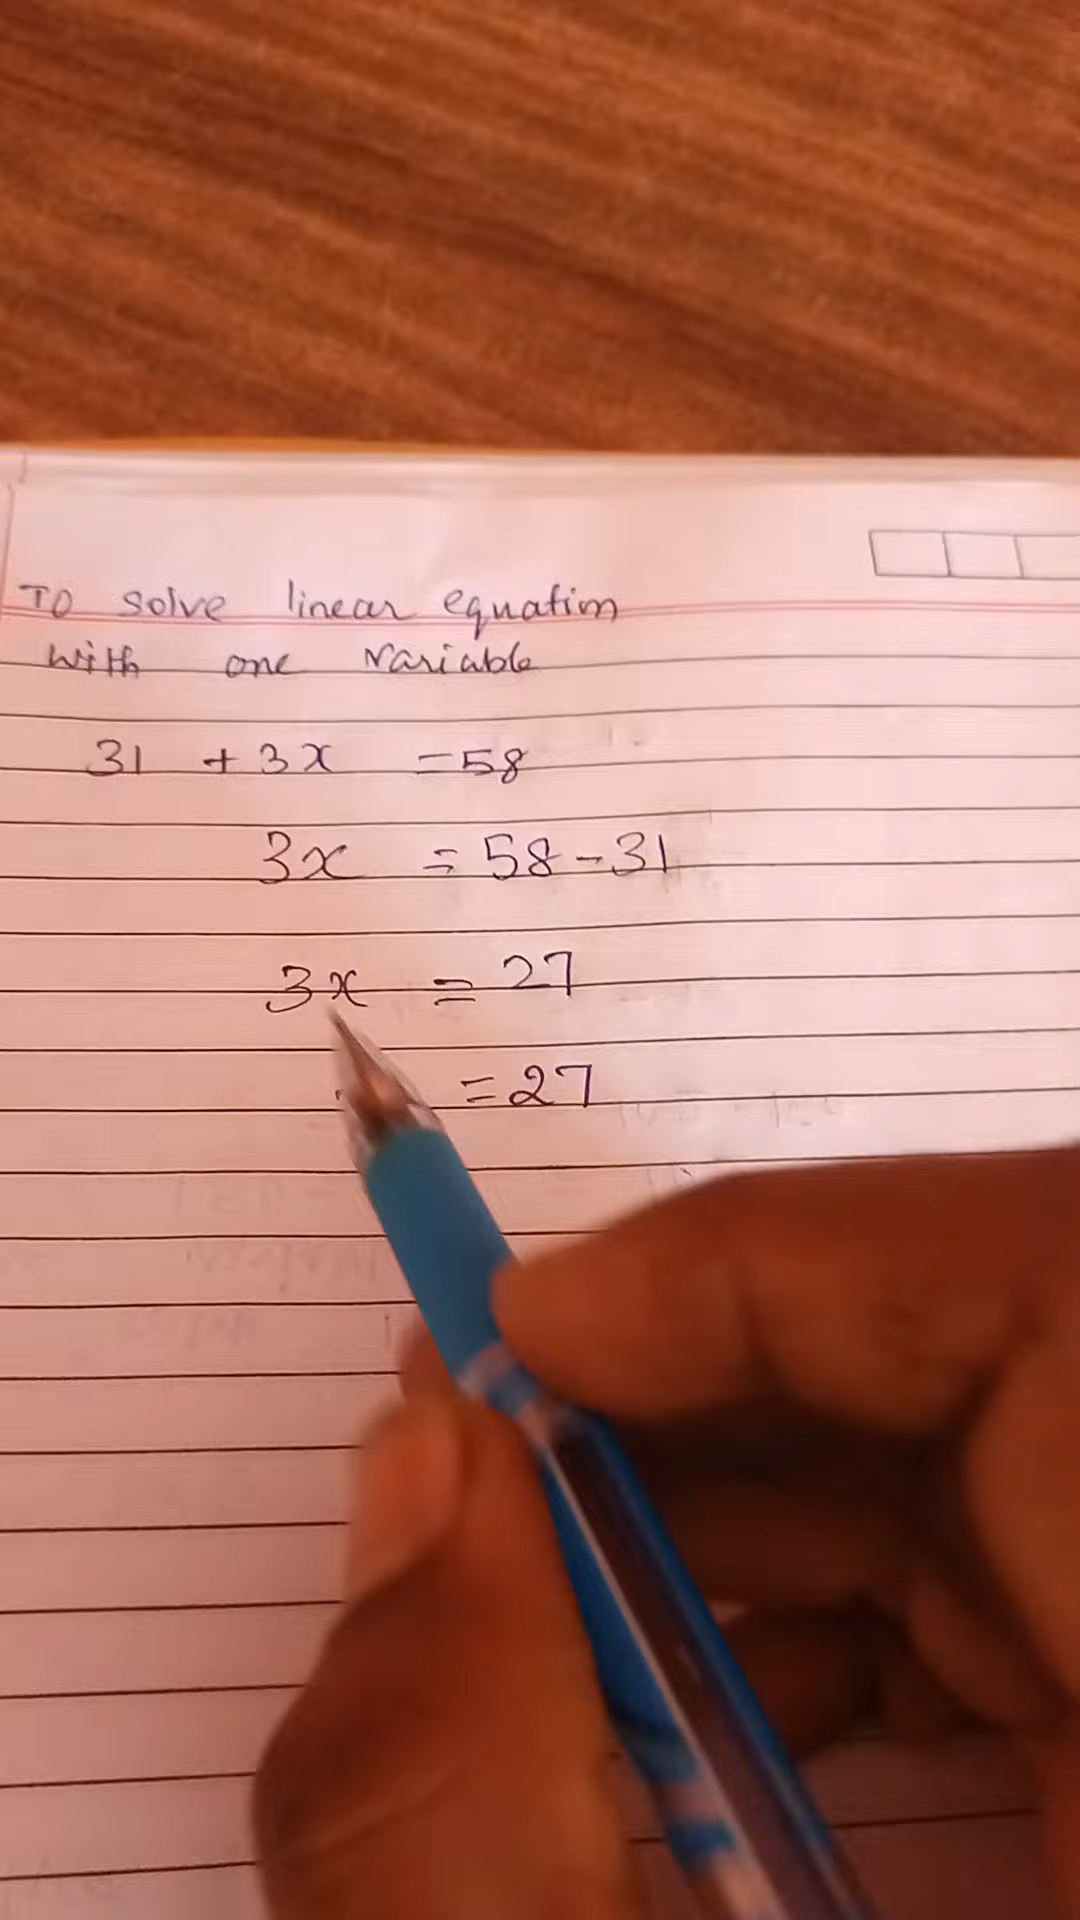 To solve linear equation
with one variable
31 + 3x = 58
3x = 58 - 31
3x = 27
= 27